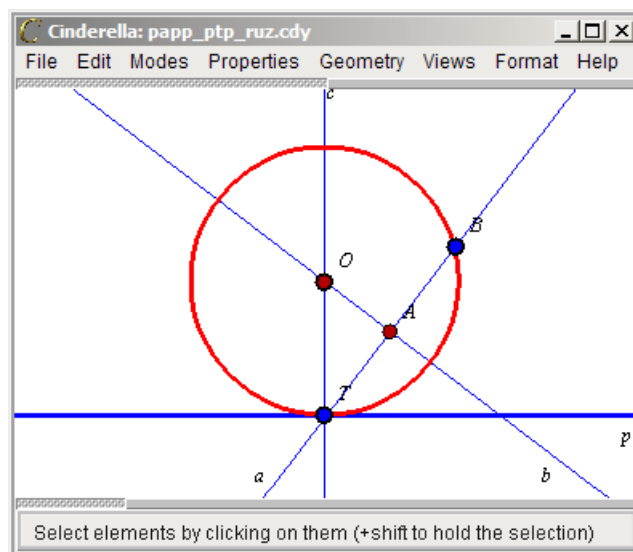 Cinderella: papp_ptp_ruz.cdy
File Edit Modes Properties Geometry Views Format Help
c
B
O
A
T
p
a
b
Select elements by clicking on them (+shift to hold the selection)